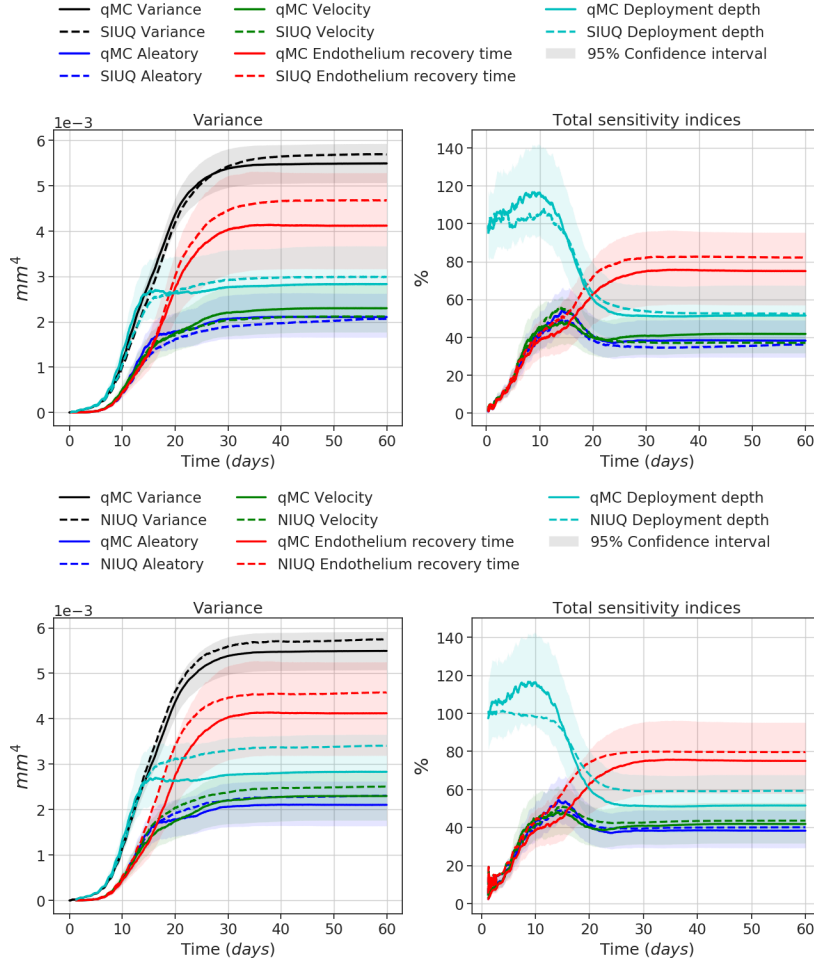 qMC Variance
SIUQ Variance
qMC Aleatory
SIUQ Aleatory
qMC Velocity
SIUQ Velocity
qMC Endothelium recovery time
SIUQ Endothelium recovery time
qMC Deployment depth
SIUQ Deployment depth
95% Confidence interval
1e−3
Variance
6
5
4
3
2
1
0
mm⁴
0 10 20 30 40 50 60
Time (days)
Total sensitivity indices
140
120
100
80
60
40
20
0
%
0 10 20 30 40 50 60
Time (days)
qMC Variance
NIUQ Variance
qMC Aleatory
NIUQ Aleatory
qMC Velocity
NIUQ Velocity
qMC Endothelium recovery time
NIUQ Endothelium recovery time
qMC Deployment depth
NIUQ Deployment depth
95% Confidence interval
1e−3
Variance
6
5
4
3
2
1
0
mm⁴
0 10 20 30 40 50 60
Time (days)
Total sensitivity indices
140
120
100
80
60
40
20
0
%
0 10 20 30 40 50 60
Time (days)